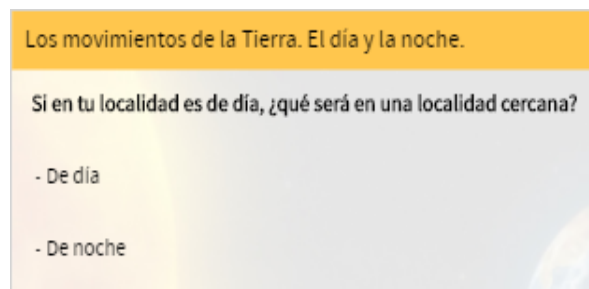 Los movimientos de la Tierra. El día y la noche.
Si en tu localidad es de día, ¿qué será en una localidad cercana?
- De día
- De noche